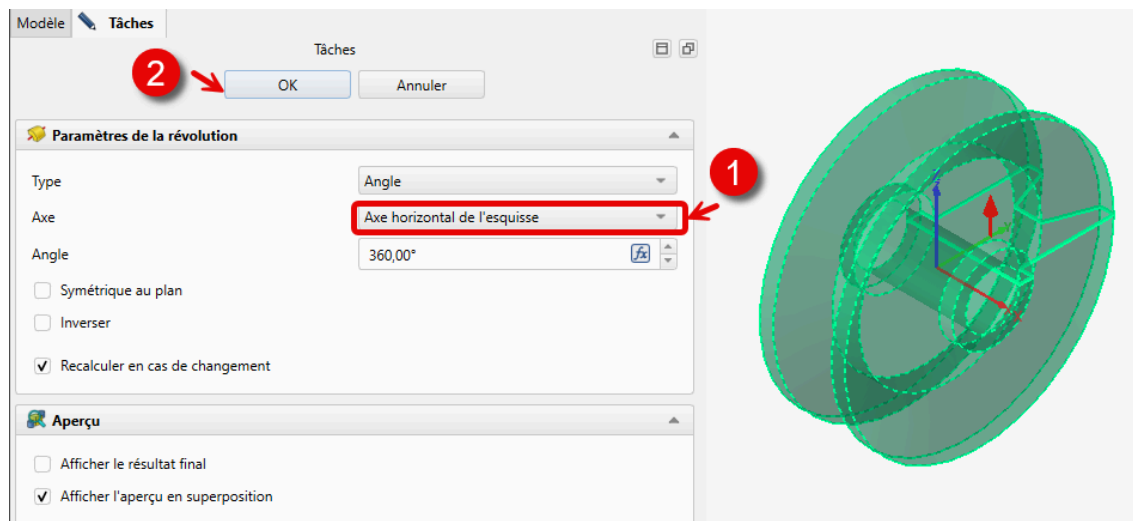 Modèle Tâches
Tâches
2
OK Annuler
Paramètres de la révolution
1
Type Angle
Axe Axe horizontal de l'esquisse
Angle 360,00° fx
Symétrique au plan
Inverser
Recalculer en cas de changement
Aperçu
Afficher le résultat final
Afficher l'aperçu en superposition